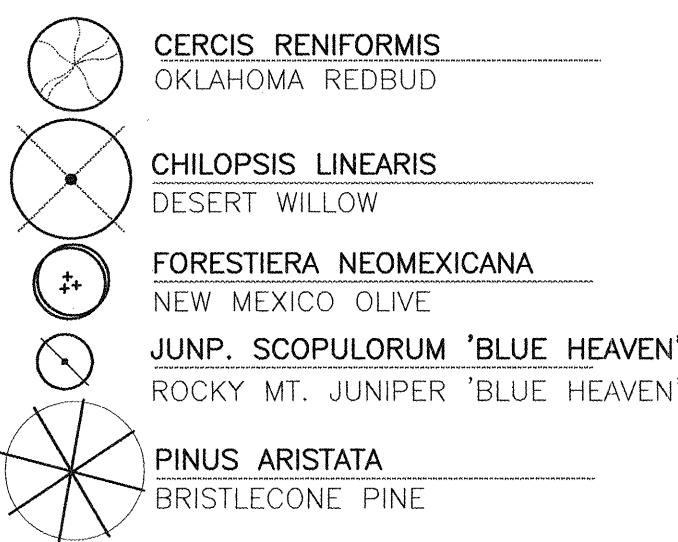 CERCIS RENIFORMIS
OKLAHOMA REDBUD
CHILOPSIS LINEARIS
DESERT WILLOW
FORESTIERA NEOMEXICANA
NEW MEXICO OLIVE
JUNP. SCOPULORUM 'BLUE HEAVEN'
ROCKY MT. JUNIPER 'BLUE HEAVEN'
PINUS ARISTATA
BRISTLECONE PINE